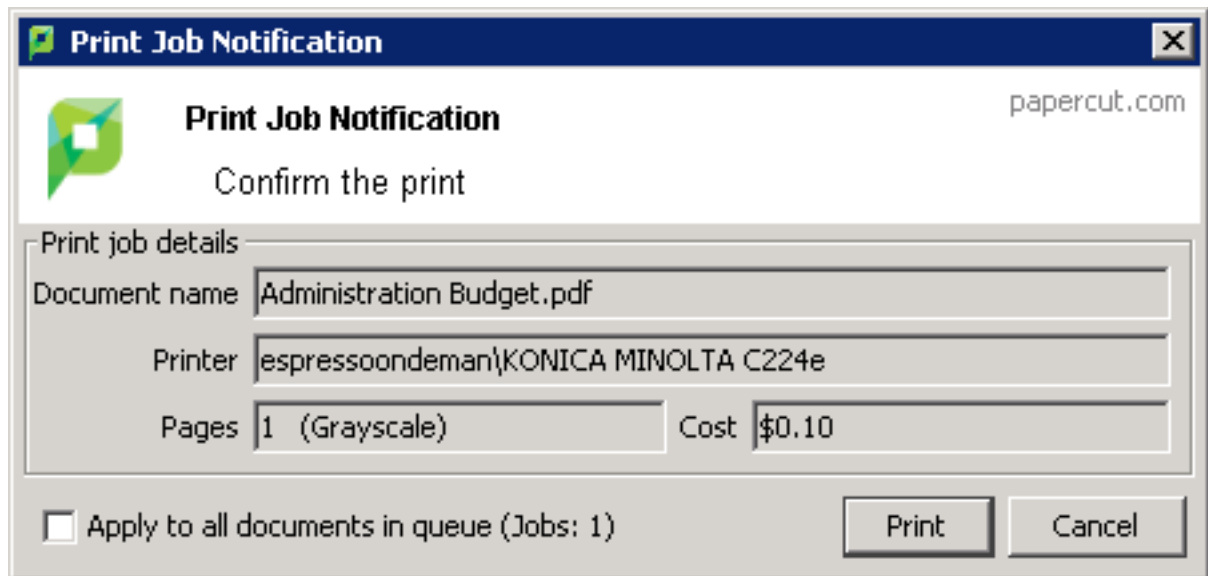 Print Job Notification
papercut.com
Print Job Notification
Confirm the print
Print job details
Document name Administration Budget.pdf
Printer espressoondeman\KONICA MINOLTA C224e
Pages 1 (Grayscale) Cost $0.10
Apply to all documents in queue (Jobs: 1) Print Cancel